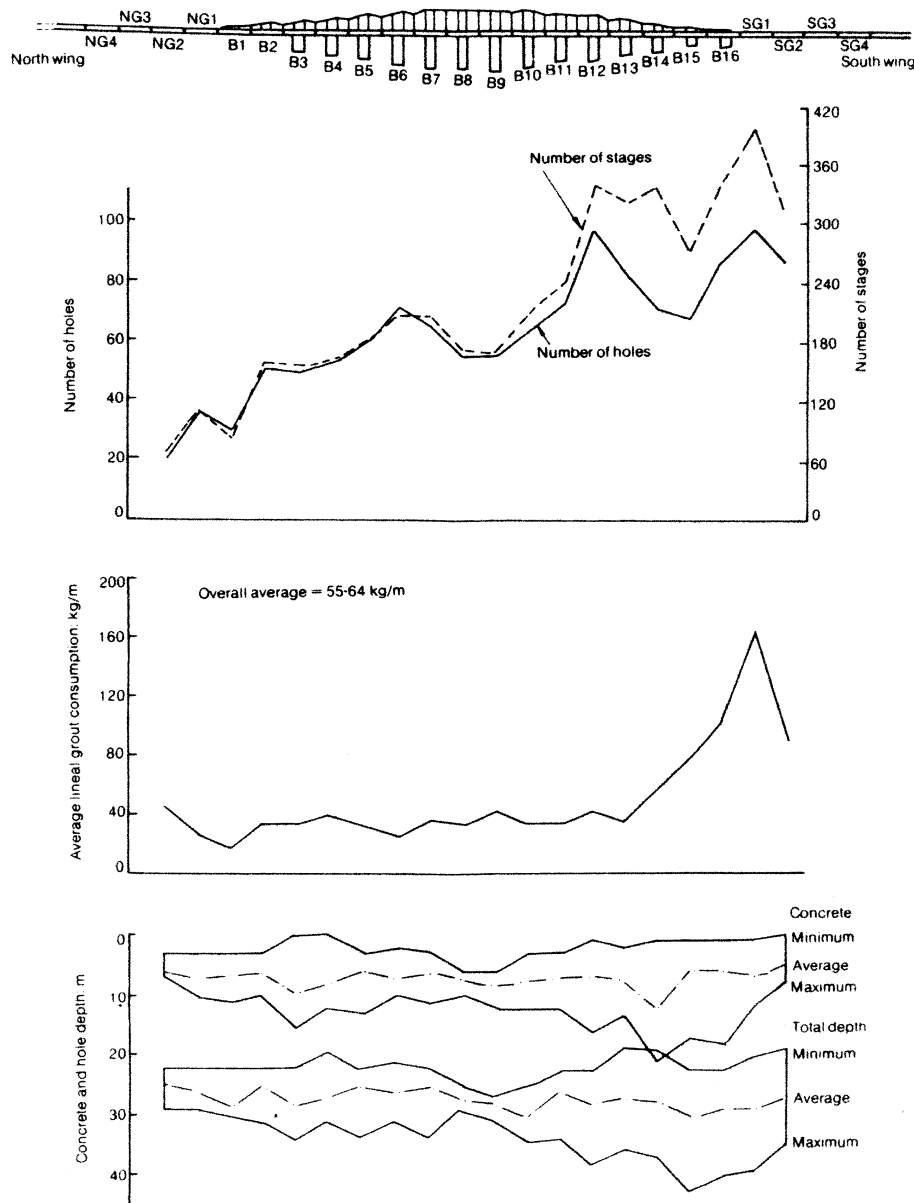 NG3 NG1 SG1 SG3
NG4 NG2 B1 B2 B3 B4 B5 B6 B7 B8 B9 B10 B11 B12 B13 B14 B15 B16 SG2 SG4
North wing South wing
Number of holes
100
80
60
40
20
0
Number of stages
Number of holes
420
360
300
240
180
120
60
0
Number of stages
Average lineal grout consumption: kg/m
200
160
120
80
40
0
Overall average = 55·64 kg/m
Concrete and hole depth: m
0
10
20
30
40
Concrete
Minimum
Average
Maximum
Total depth
Minimum
Average
Maximum